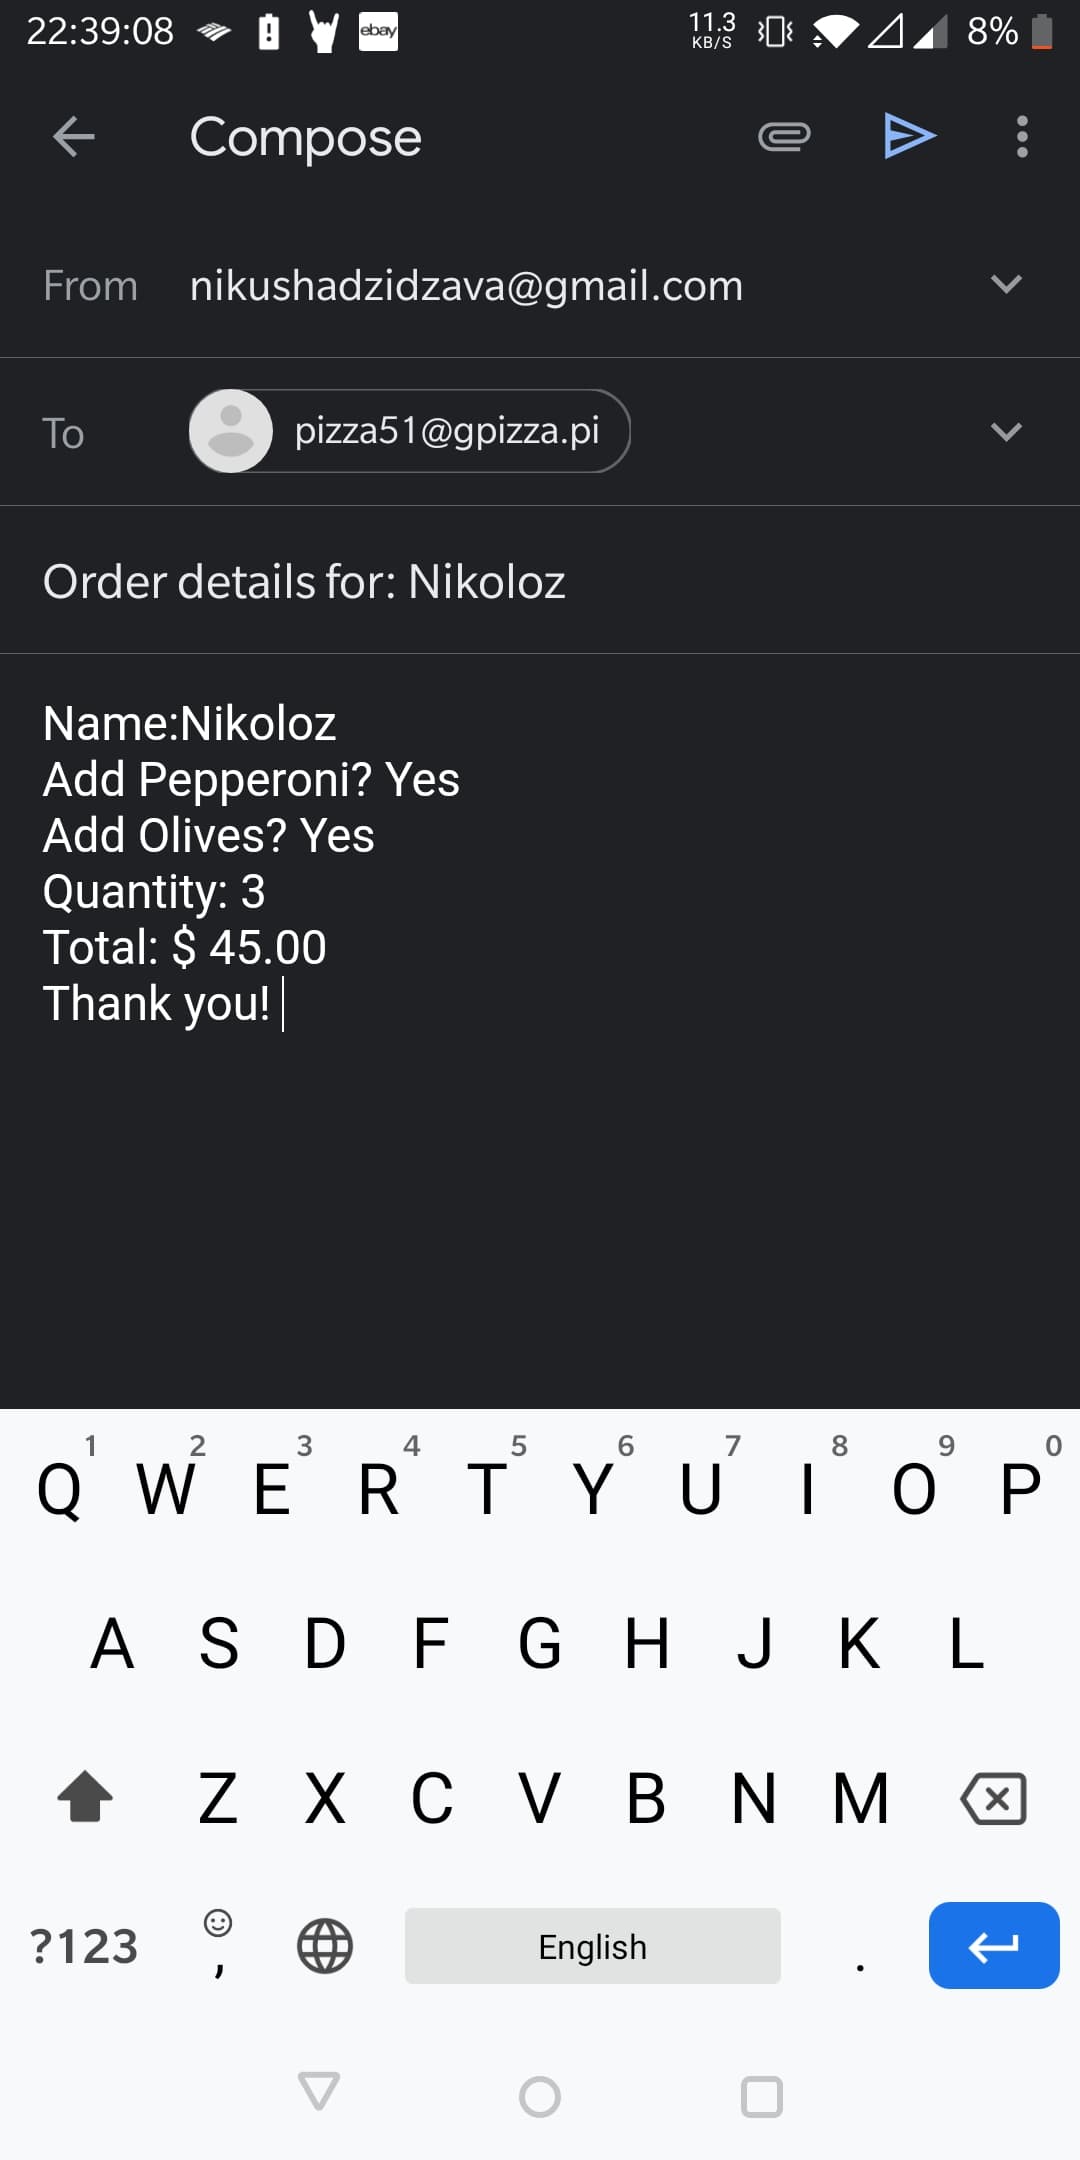 22:39:08 ebay 11.3 KB/S 8%
Compose
From nikushadzidzava@gmail.com
To pizza51@gpizza.pi
Order details for: Nikoloz
Name:Nikoloz
Add Pepperoni? Yes
Add Olives? Yes
Quantity: 3
Total: $ 45.00
Thank you!
1 2 3 4 5 6 7 8 9 0
Q W E R T Y U I O P
A S D F G H J K L
Z X C V B N M
?123 , English .